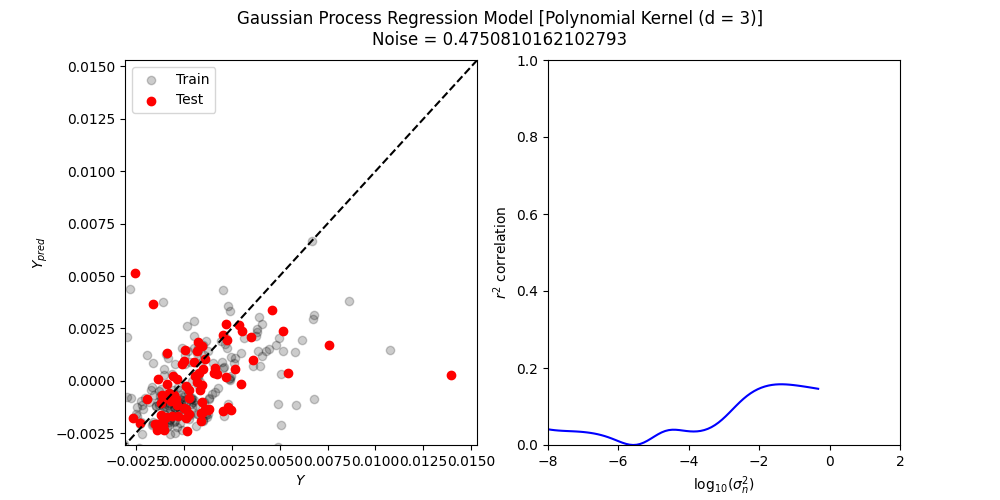 Gaussian Process Regression Model [Polynomial Kernel (d = 3)]
Noise = 0.4750810162102793
Train
Test
0.0150
0.0125
0.0100
0.0075
0.0050
0.0025
0.0000
−0.0025
Y_pred
−0.0025 0.0000 0.0025 0.0050 0.0075 0.0100 0.0125 0.0150
Y
1.0
0.8
0.6
0.4
0.2
0.0
r² correlation
−8 −6 −4 −2 0 2
log₁₀(σₙ²)